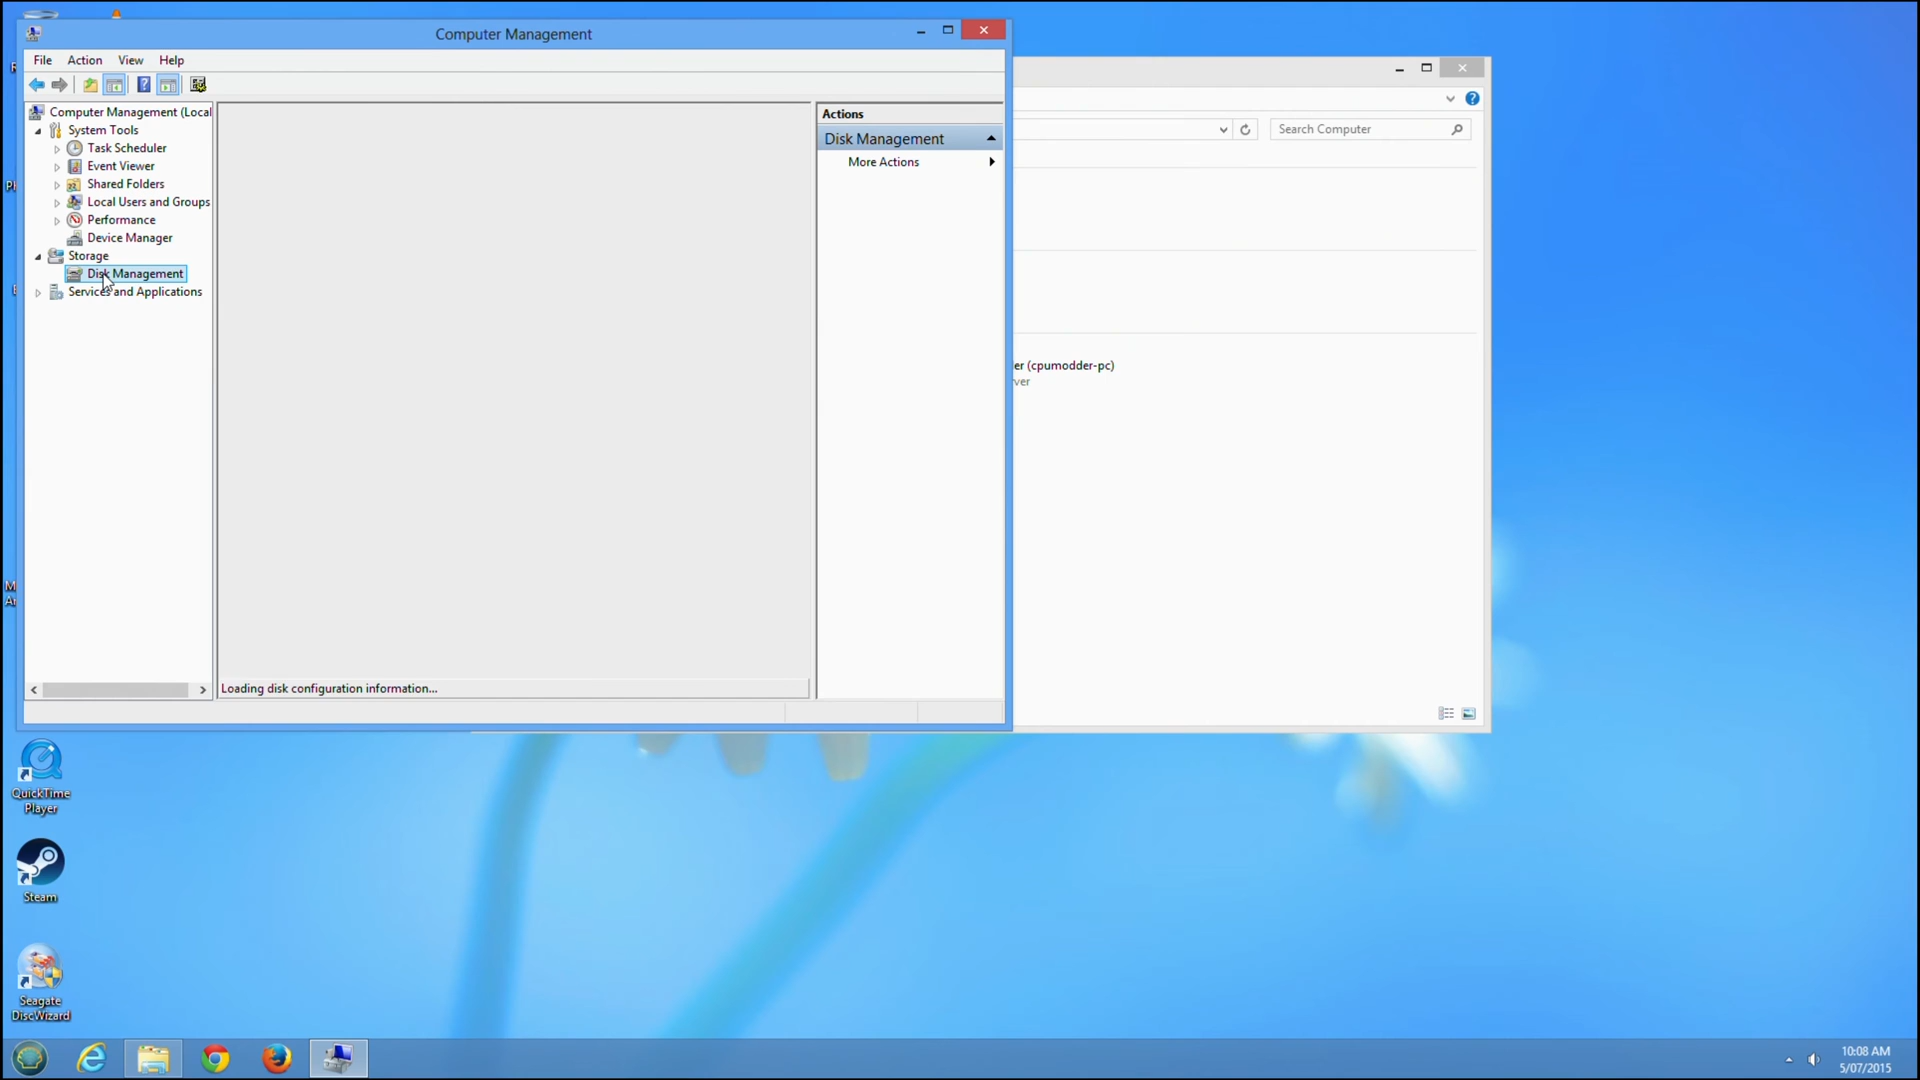 Computer Management
File Action View Help
Computer Management (Local
System Tools
Task Scheduler
Event Viewer
Shared Folders
Local Users and Groups
Performance
Device Manager
Storage
Disk Management
Services and Applications
Loading disk configuration information...
Actions
Disk Management
More Actions
Search Computer
er (cpumodder-pc)
ver
QuickTime
Player
Steam
Seagate
DiscWizard
10:08 AM
5/07/2015